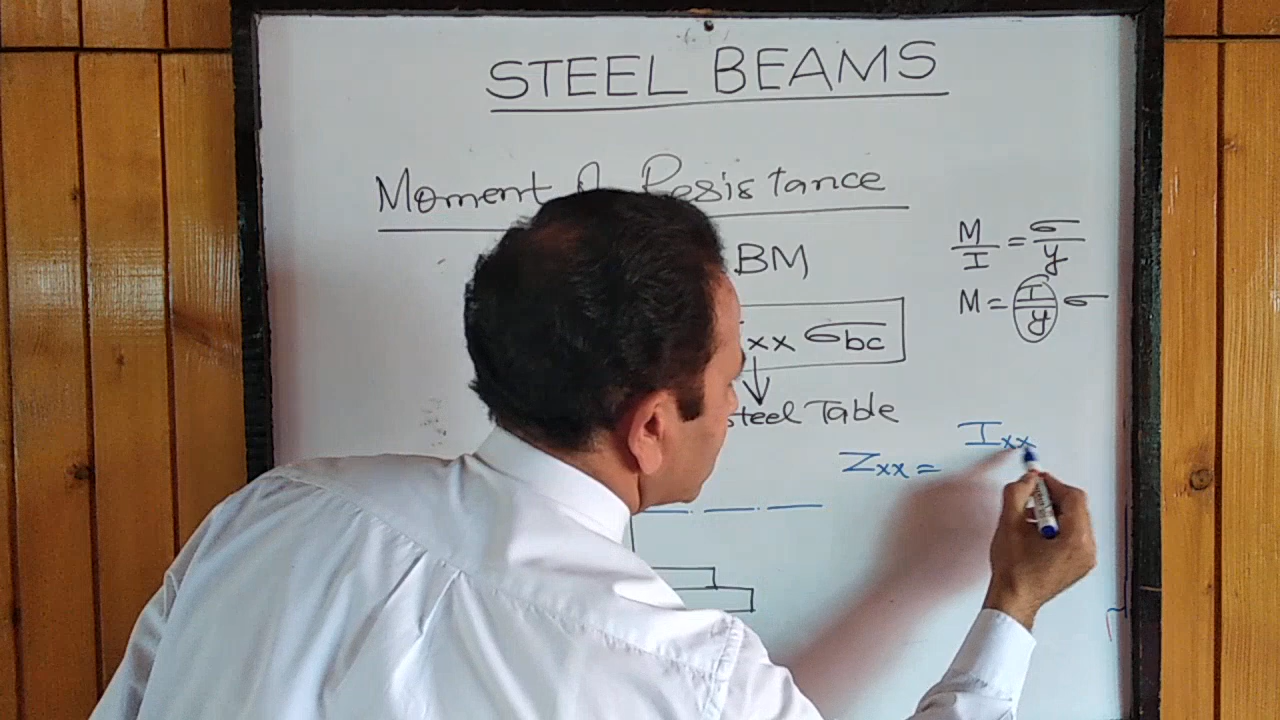 STEEL BEAMS
Moment Resistance
BM
M/I = σ/y
M = I/y σ
xx σbc
steel Table
Zxx = Ixx